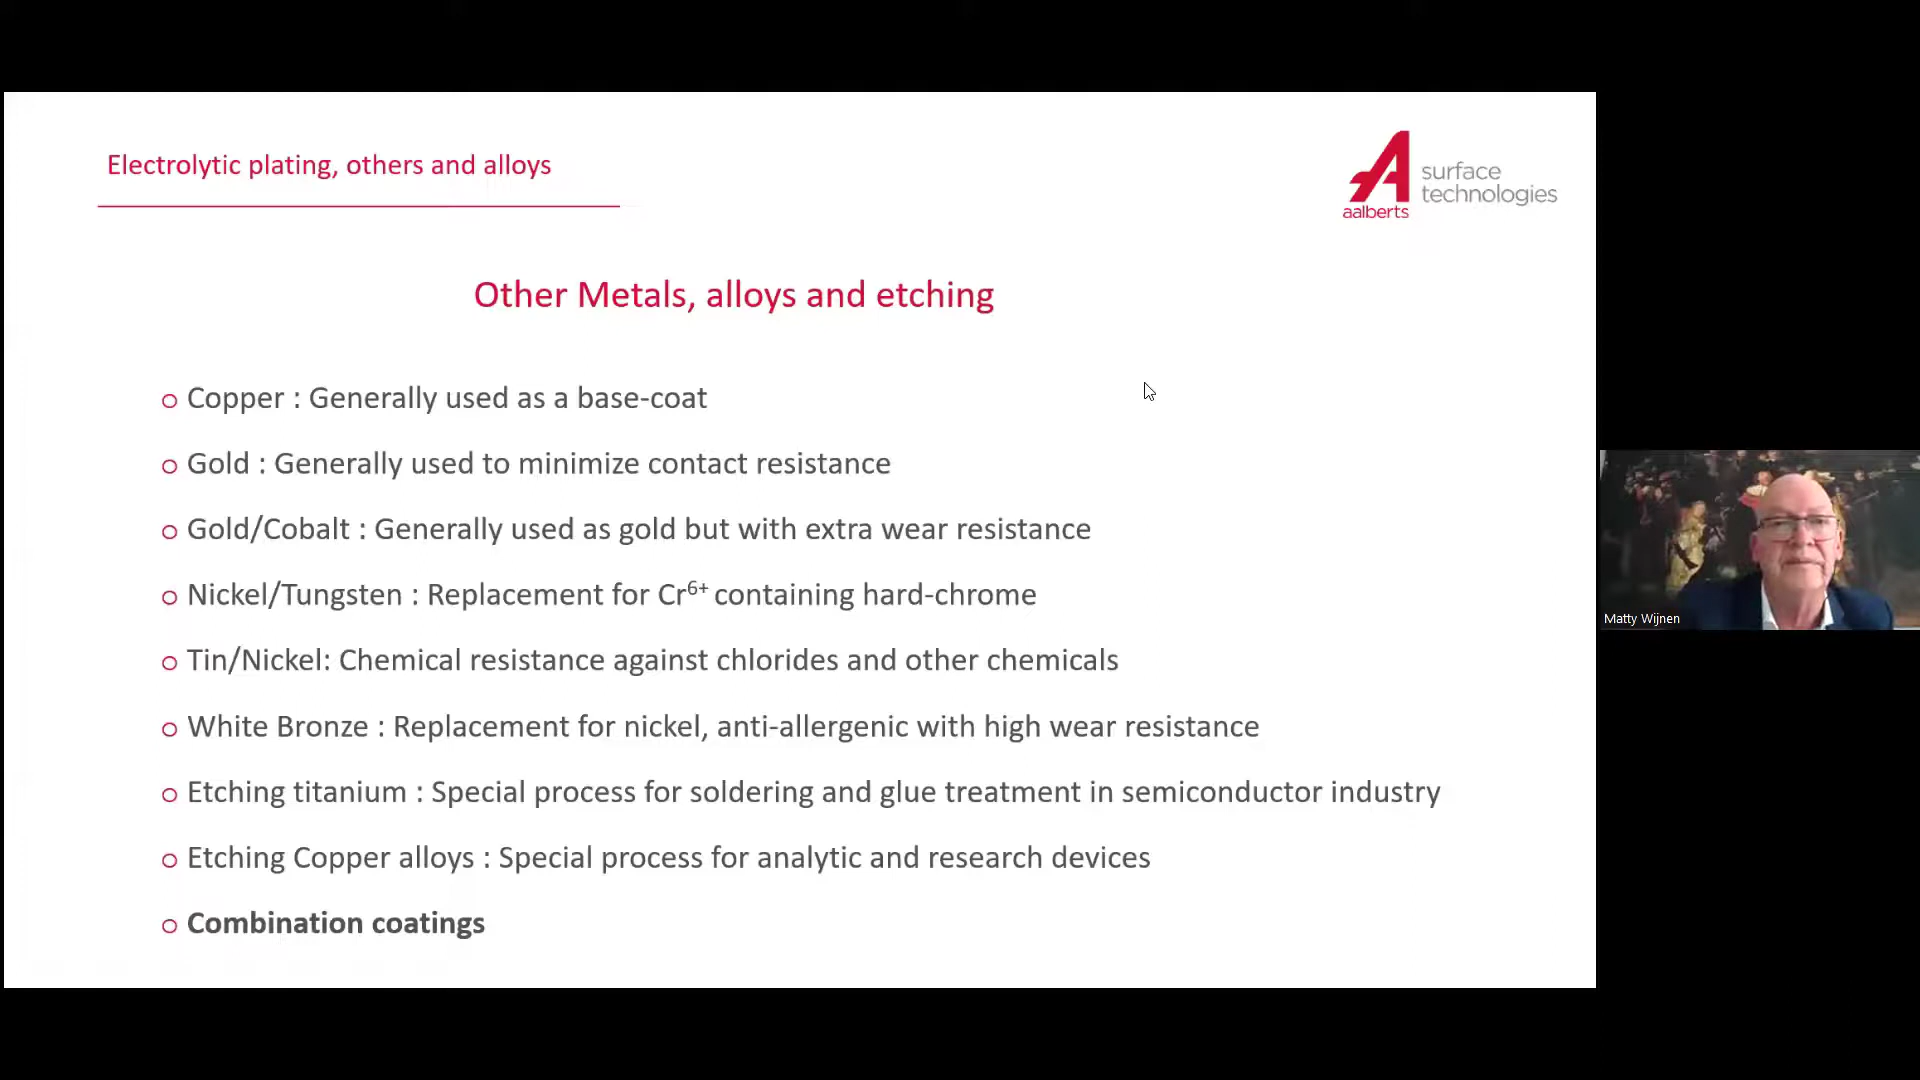 Electrolytic plating, others and alloys
surface
technologies
aalberts
Other Metals, alloys and etching
Copper : Generally used as a base-coat
Gold : Generally used to minimize contact resistance
Gold/Cobalt : Generally used as gold but with extra wear resistance
Nickel/Tungsten : Replacement for Cr⁶⁺ containing hard-chrome
Tin/Nickel: Chemical resistance against chlorides and other chemicals
White Bronze : Replacement for nickel, anti-allergenic with high wear resistance
Etching titanium : Special process for soldering and glue treatment in semiconductor industry
Etching Copper alloys : Special process for analytic and research devices
Combination coatings
Matty Wijnen